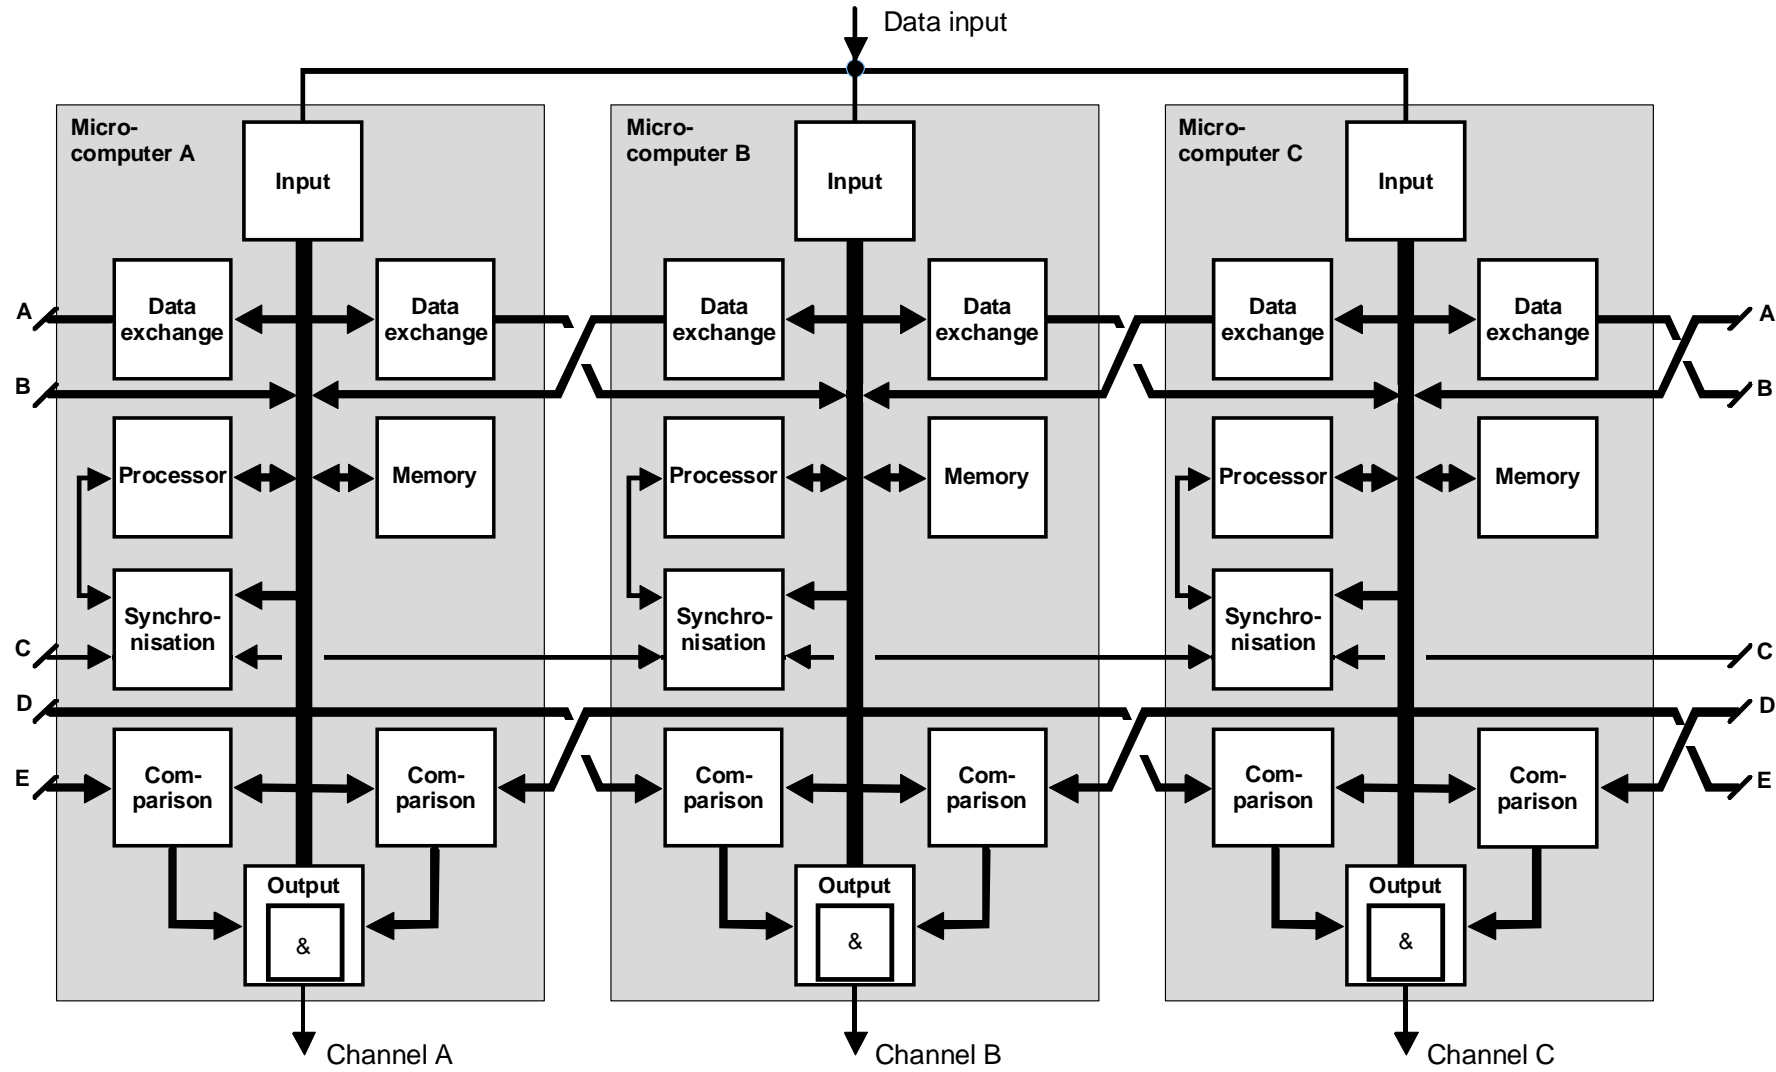 Data input
Micro-
computer A
Input
Micro-
computer B
Input
Micro-
computer C
Input
Data
exchange
Data
exchange
Data
exchange
Data
exchange
Data
exchange
Data
exchange
A
A
B
B
Processor
Memory
Processor
Memory
Processor
Memory
Synchro-
nisation
Synchro-
nisation
Synchro-
nisation
C
C
D
D
Com-
parison
Com-
parison
Com-
parison
Com-
parison
Com-
parison
Com-
parison
E
E
Output
&
Output
&
Output
&
Channel A
Channel B
Channel C